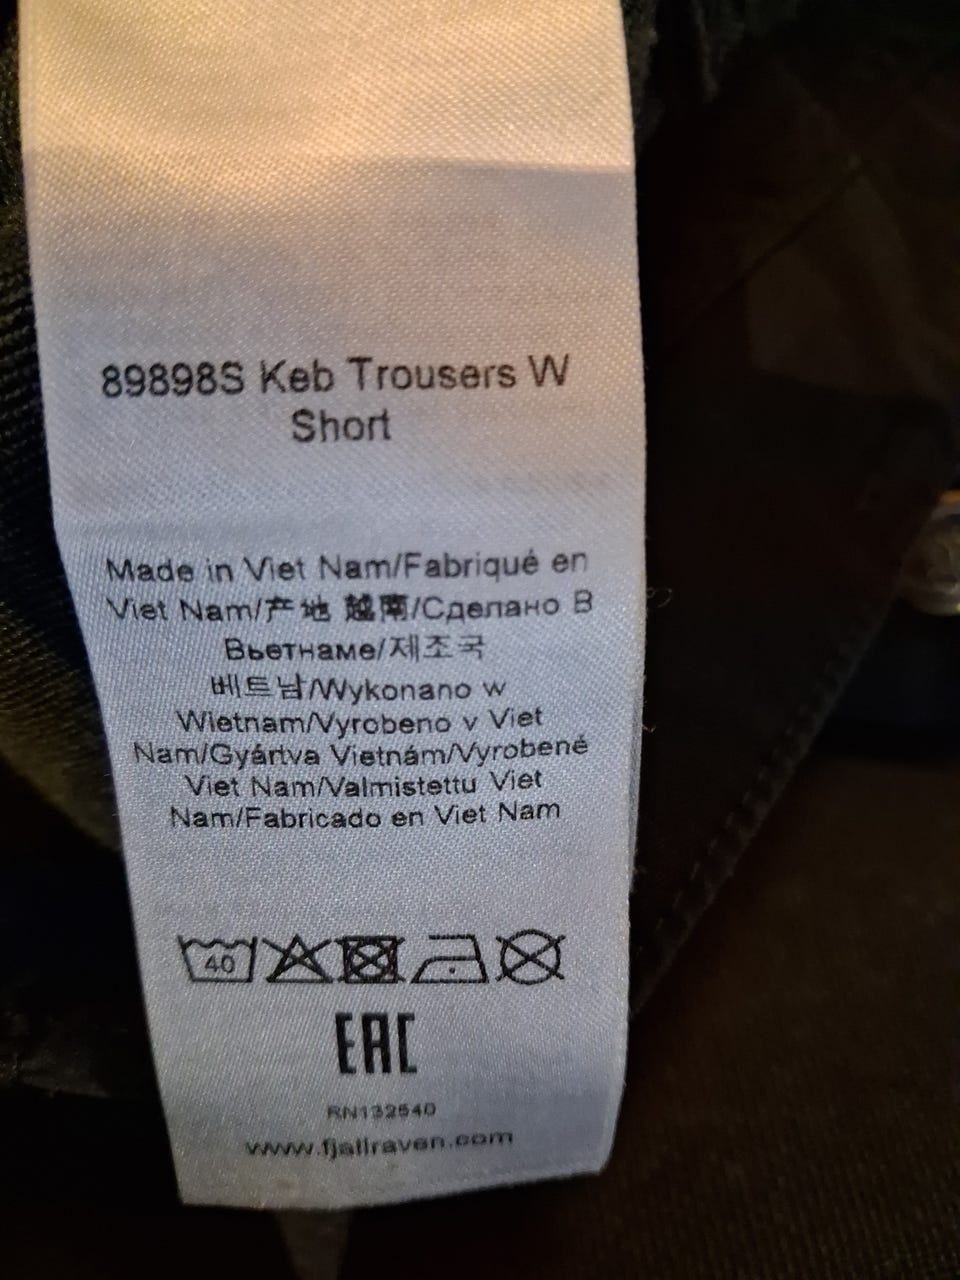 89898S Keb Trousers W
Short
Made in Viet Nam/Fabriqué en
Viet Nam/产地 越南/Сделано В
Вьетнаме/제조국
베트남/Wykonano w
Wietnam/Vyrobeno v Viet
Nam/Gyártva Vietnám/Vyrobené
Viet Nam/Valmistettu Viet
Nam/Fabricado en Viet Nam
40
EAC
RN132540
www.fjallraven.com